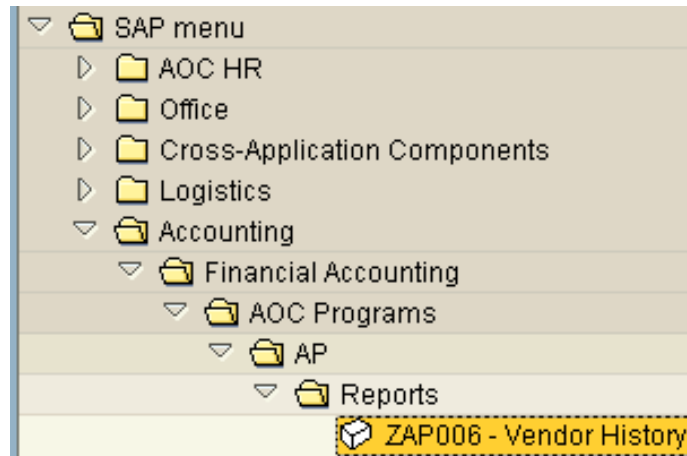 SAP menu
AOC HR
Office
Cross-Application Components
Logistics
Accounting
Financial Accounting
AOC Programs
AP
Reports
ZAP006 - Vendor History